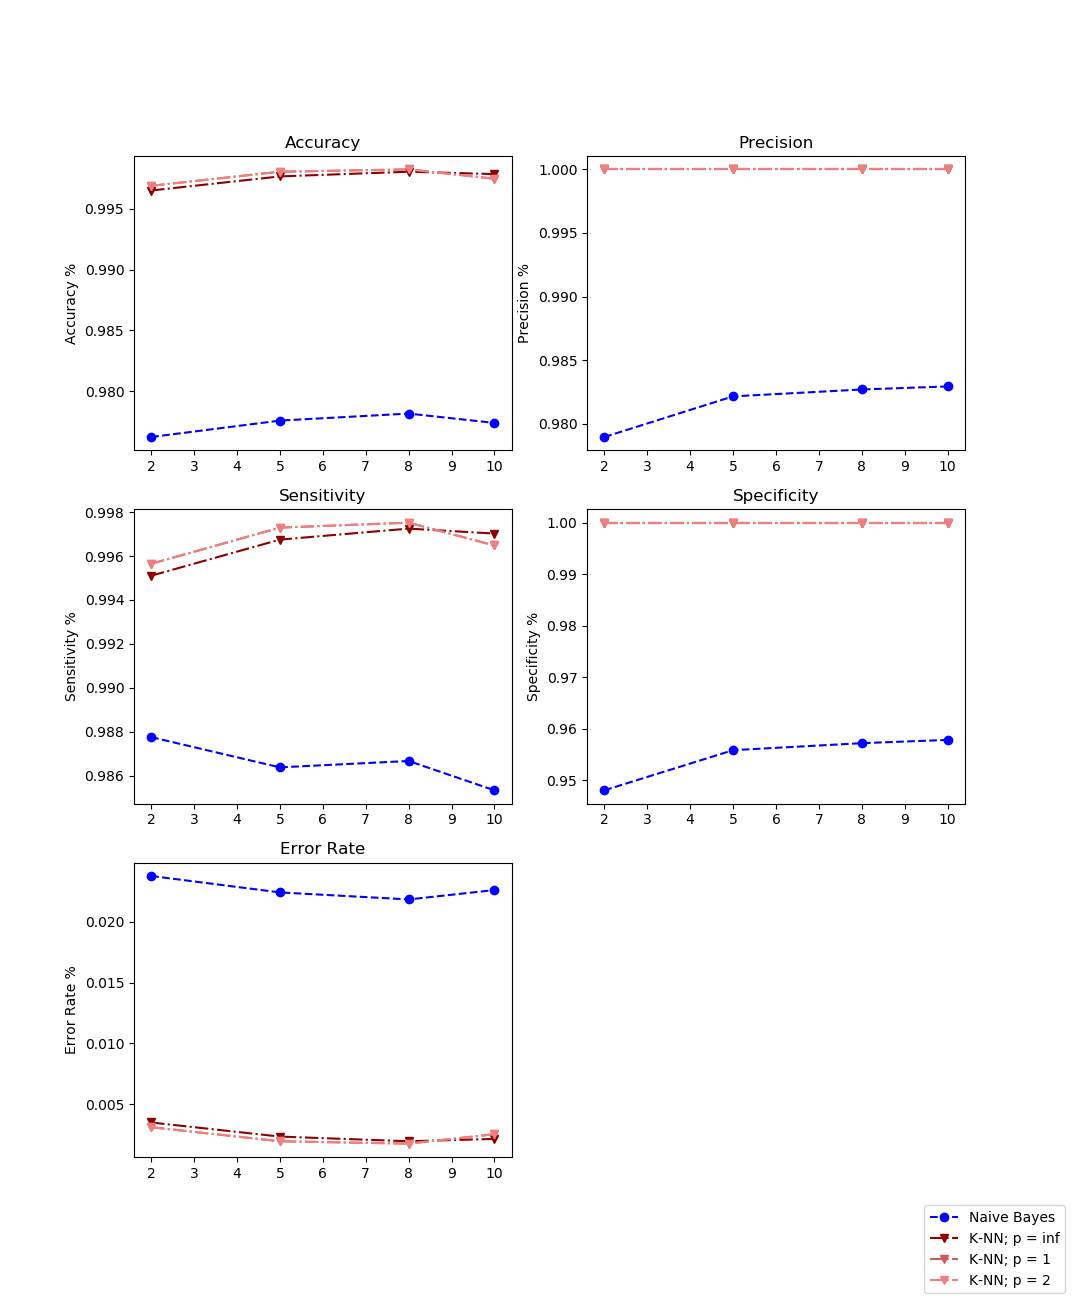 Accuracy
Accuracy %
0.995
0.990
0.985
0.980
2 3 4 5 6 7 8 9 10
Precision
Precision %
1.000
0.995
0.990
0.985
0.980
2 3 4 5 6 7 8 9 10
Sensitivity
Sensitivity %
0.998
0.996
0.994
0.992
0.990
0.988
0.986
2 3 4 5 6 7 8 9 10
Specificity
Specificity %
1.00
0.99
0.98
0.97
0.96
0.95
2 3 4 5 6 7 8 9 10
Error Rate
Error Rate %
0.020
0.015
0.010
0.005
2 3 4 5 6 7 8 9 10
Naive Bayes
K-NN; p = inf
K-NN; p = 1
K-NN; p = 2